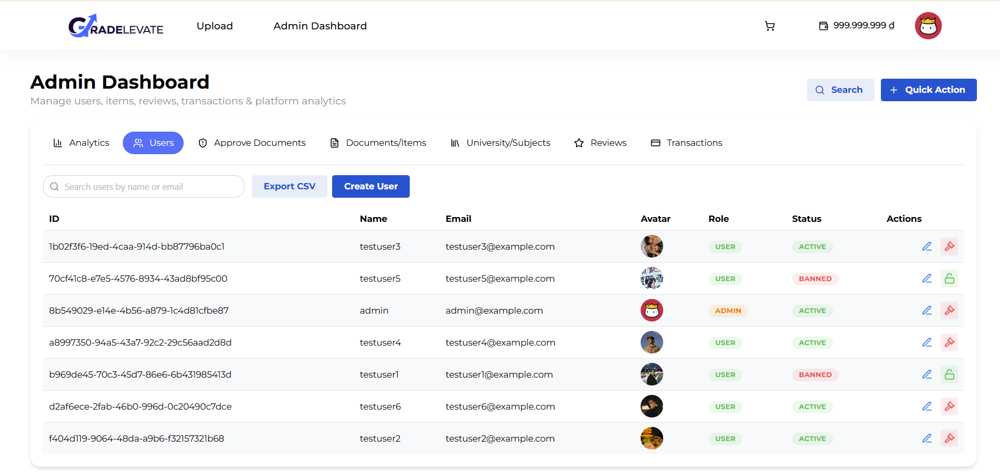 GRADELEVATE Upload Admin Dashboard 999.999.999 ₫
Admin Dashboard
Manage users, items, reviews, transactions & platform analytics
Search Quick Action
Analytics Users Approve Documents Documents/Items University/Subjects Reviews Transactions
Search users by name or email Export CSV Create User
ID Name Email Avatar Role Status Actions
1b02f3f6-19ed-4caa-914d-bb87796ba0c1 testuser3 testuser3@example.com USER ACTIVE
70cf41c8-e7e5-4576-8934-43ad8bf95c00 testuser5 testuser5@example.com USER BANNED
8b549029-e14e-4b56-a879-1c4d81cfbe87 admin admin@example.com ADMIN ACTIVE
a8997350-94a5-43a7-92c2-29c56aad2d8d testuser4 testuser4@example.com USER ACTIVE
b969de45-70c3-45d7-86e6-6b431985413d testuser1 testuser1@example.com USER BANNED
d2af6ece-2fab-46b0-996d-0c20490c7dce testuser6 testuser6@example.com USER ACTIVE
f404d119-9064-48da-a9b6-f32157321b68 testuser2 testuser2@example.com USER ACTIVE